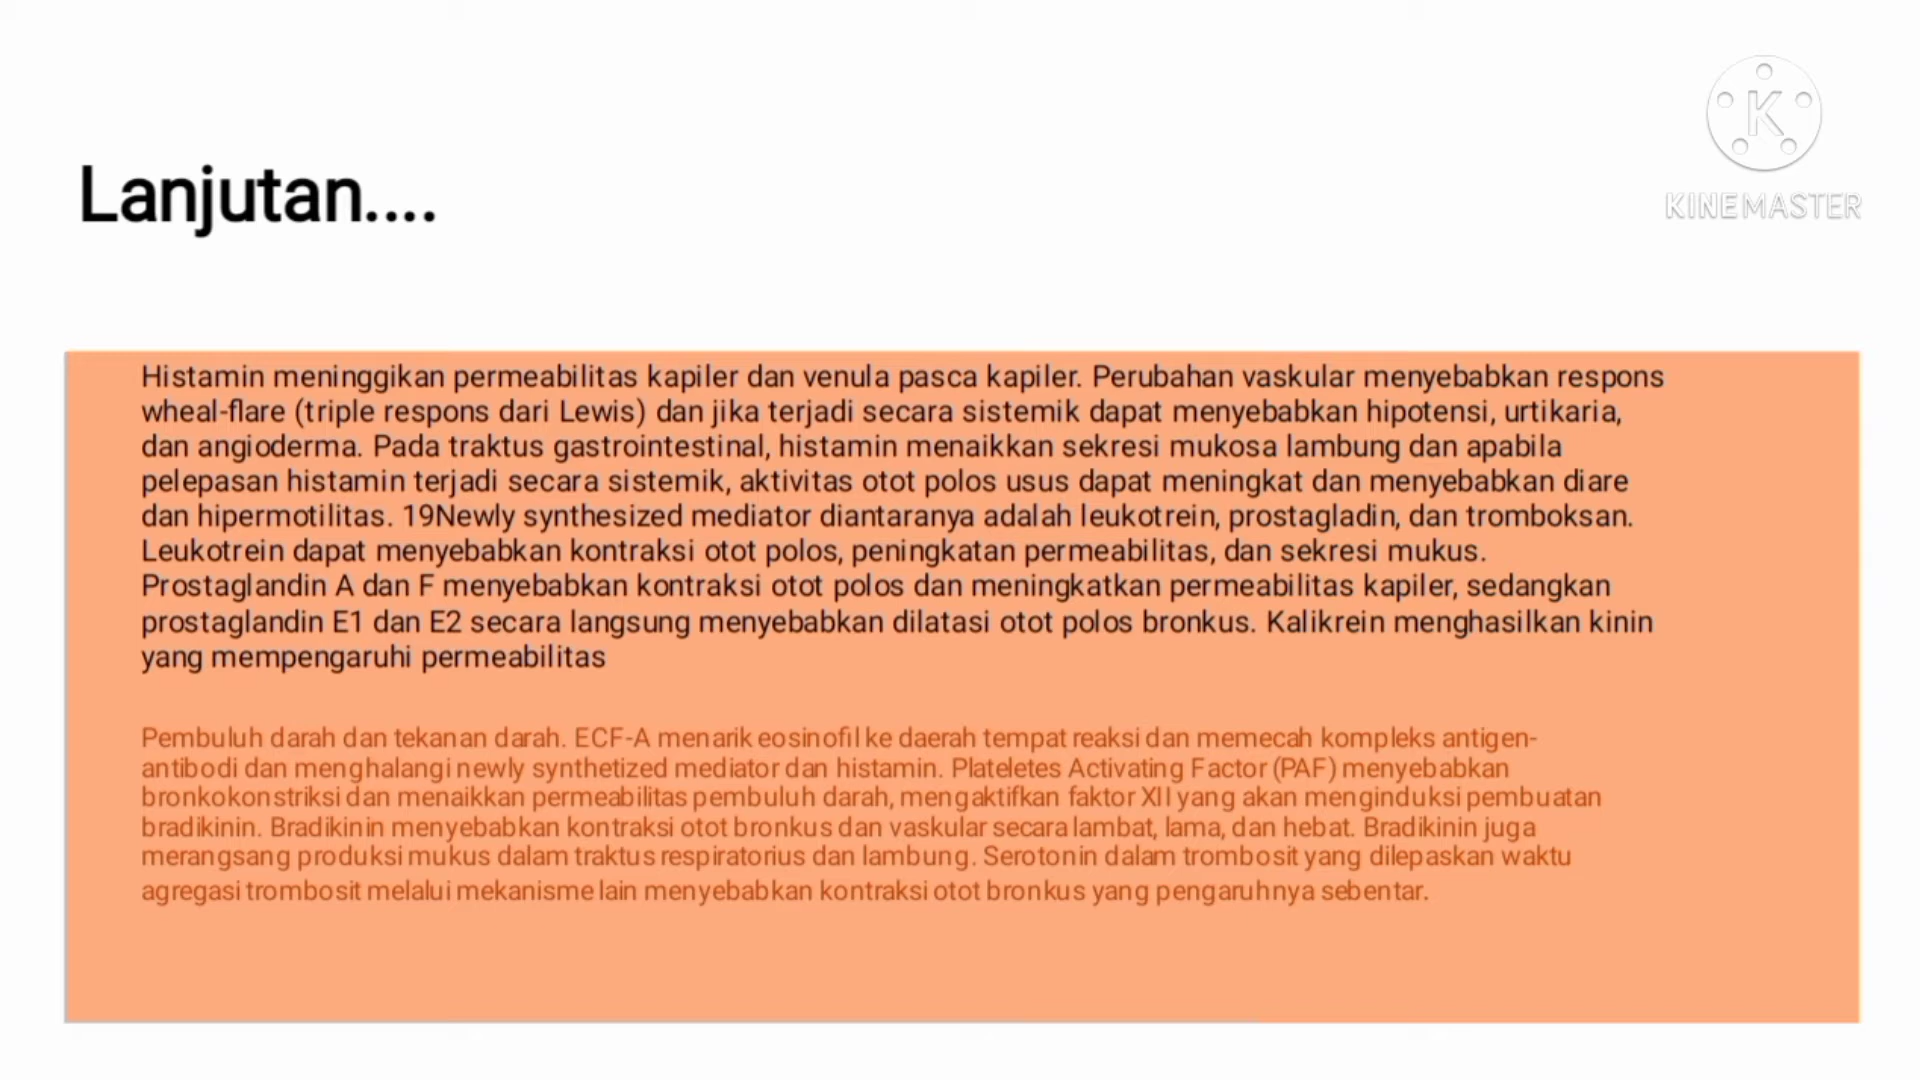 K
KINEMASTER
Lanjutan....
Histamin meninggikan permeabilitas kapiler dan venula pasca kapiler. Perubahan vaskular menyebabkan respons
wheal-flare (triple respons dari Lewis) dan jika terjadi secara sistemik dapat menyebabkan hipotensi, urtikaria,
dan angioderma. Pada traktus gastrointestinal, histamin menaikkan sekresi mukosa lambung dan apabila
pelepasan histamin terjadi secara sistemik, aktivitas otot polos usus dapat meningkat dan menyebabkan diare
dan hipermotilitas. 19Newly synthesized mediator diantaranya adalah leukotrein, prostagladin, dan tromboksan.
Leukotrein dapat menyebabkan kontraksi otot polos, peningkatan permeabilitas, dan sekresi mukus.
Prostaglandin A dan F menyebabkan kontraksi otot polos dan meningkatkan permeabilitas kapiler, sedangkan
prostaglandin E1 dan E2 secara langsung menyebabkan dilatasi otot polos bronkus. Kalikrein menghasilkan kinin
yang mempengaruhi permeabilitas
Pembuluh darah dan tekanan darah. ECF-A menarik eosinofil ke daerah tempat reaksi dan memecah kompleks antigen-
antibodi dan menghalangi newly synthetized mediator dan histamin. Plateletes Activating Factor (PAF) menyebabkan
bronkokonstriksi dan menaikkan permeabilitas pembuluh darah, mengaktifkan faktor XII yang akan menginduksi pembuatan
bradikinin. Bradikinin menyebabkan kontraksi otot bronkus dan vaskular secara lambat, lama, dan hebat. Bradikinin juga
merangsang produksi mukus dalam traktus respiratorius dan lambung. Serotonin dalam trombosit yang dilepaskan waktu
agregasi trombosit melalui mekanisme lain menyebabkan kontraksi otot bronkus yang pengaruhnya sebentar.